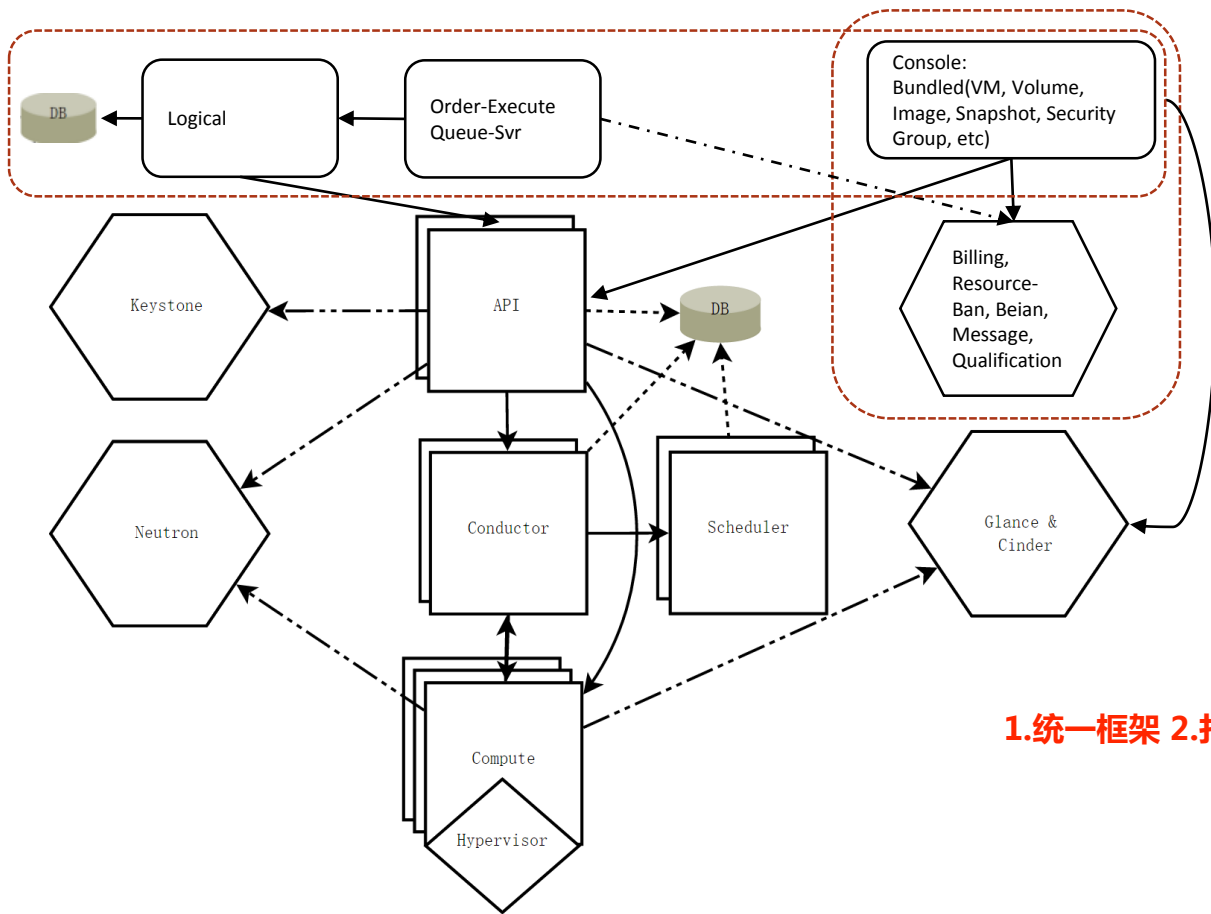 Console:
Bundled(VM, Volume,
Image, Snapshot, Security
Group, etc)
DB
Logical
Order-Execute
Queue-Svr
Keystone
API
DB
Billing,
Resource-
Ban, Beian,
Message,
Qualification
Neutron
Conductor
Scheduler
Glance &
Cinder
Compute
Hypervisor
1.统一框架 2.